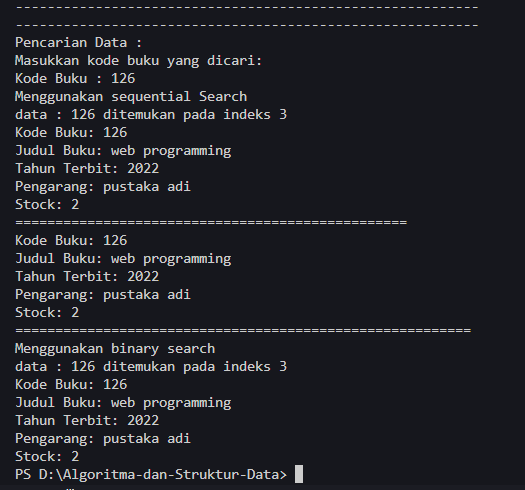 ----------------------------------------------------------
----------------------------------------------------------
Pencarian Data :
Masukkan kode buku yang dicari:
Kode Buku : 126
Menggunakan sequential Search
data : 126 ditemukan pada indeks 3
Kode Buku: 126
Judul Buku: web programming
Tahun Terbit: 2022
Pengarang: pustaka adi
Stock: 2
=================================================
Kode Buku: 126
Judul Buku: web programming
Tahun Terbit: 2022
Pengarang: pustaka adi
Stock: 2
=========================================================
Menggunakan binary search
data : 126 ditemukan pada indeks 3
Kode Buku: 126
Judul Buku: web programming
Tahun Terbit: 2022
Pengarang: pustaka adi
Stock: 2
PS D:\Algoritma-dan-Struktur-Data>